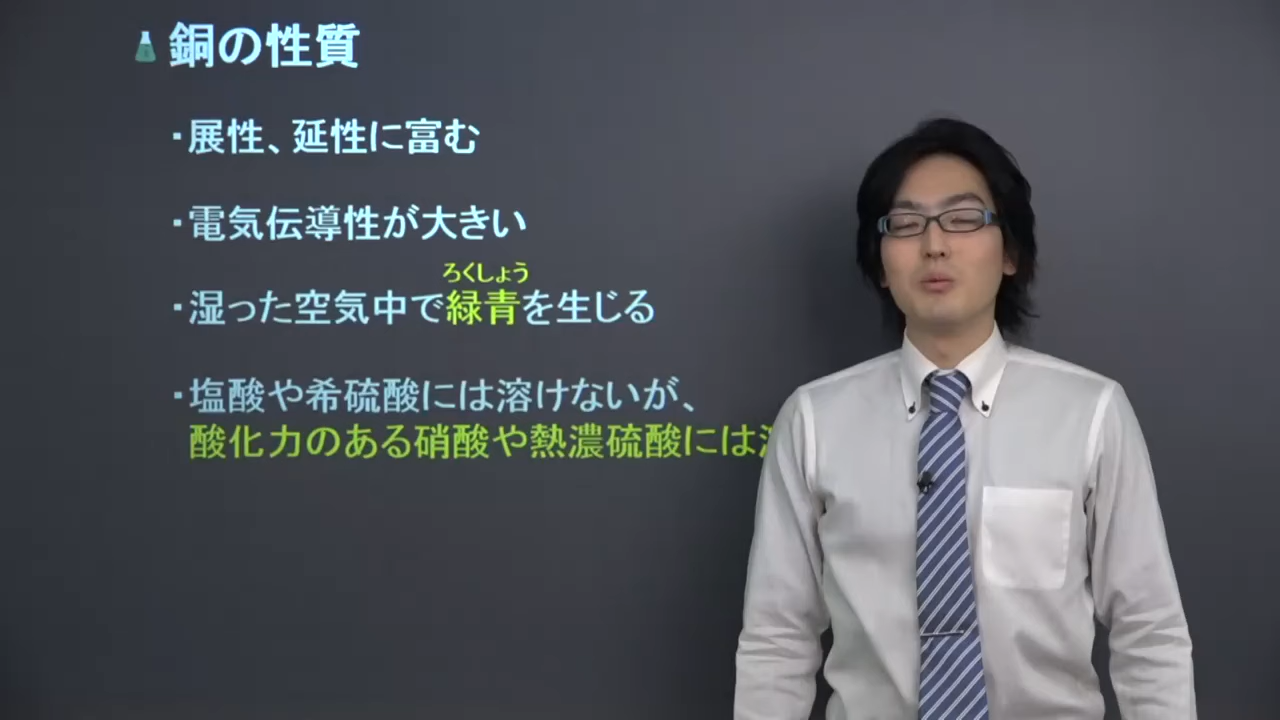 銅の性質
・展性、延性に富む
・電気伝導性が大きい
ろくしょう
・湿った空気中で緑青を生じる
・塩酸や希硫酸には溶けないが、
酸化力のある硝酸や熱濃硫酸には